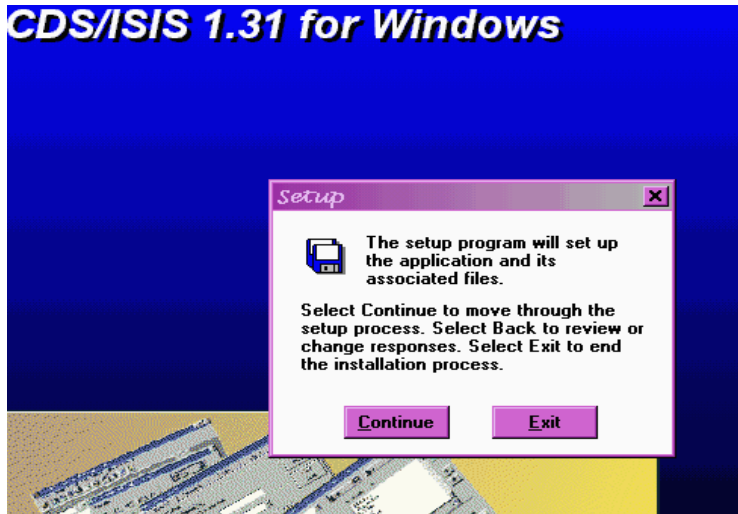 CDS/ISIS 1.31 for Windows
Setup
The setup program will set up
the application and its
associated files.
Select Continue to move through the
setup process. Select Back to review or
change responses. Select Exit to end
the installation process.
Continue
Exit